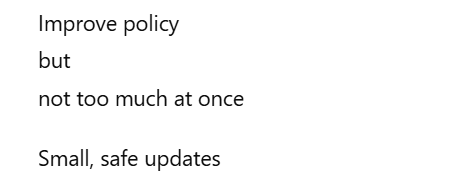 Improve policy
but
not too much at once
Small, safe updates